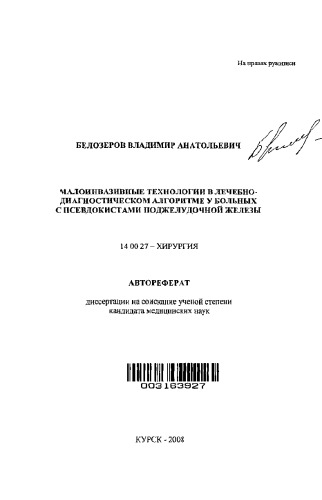 На правах рукописи
БЕЛОЗЕРОВ ВЛАДИМИР АНАТОЛЬЕВИЧ
МАЛОИНВАЗИВНЫЕ ТЕХНОЛОГИИ В ЛЕЧЕБНО-
ДИАГНОСТИЧЕСКОМ АЛГОРИТМЕ У БОЛЬНЫХ
С ПСЕВДОКИСТАМИ ПОДЖЕЛУДОЧНОЙ ЖЕЛЕЗЫ
14 00 27 – ХИРУРГИЯ
АВТОРЕФЕРАТ
диссертации на соискание ученой степени
кандидата медицинских наук
003163927
КУРСК - 2008